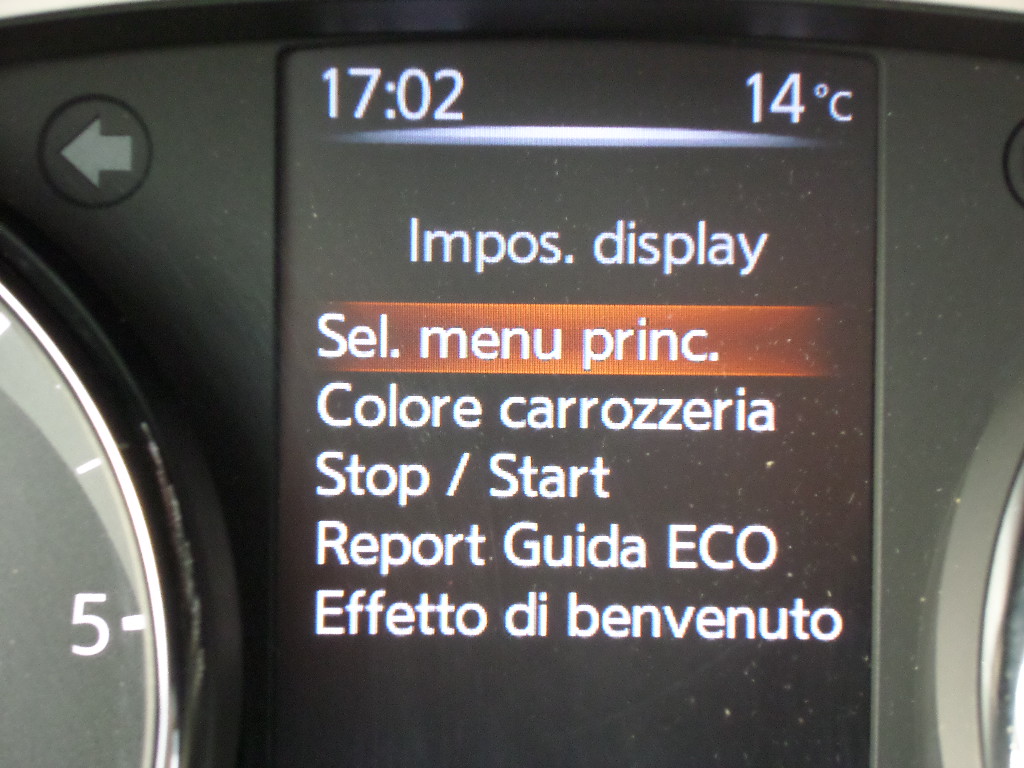 17:02 14°C
Impos. display
Sel. menu princ.
Colore carrozzeria
Stop / Start
Report Guida ECO
Effetto di benvenuto
5